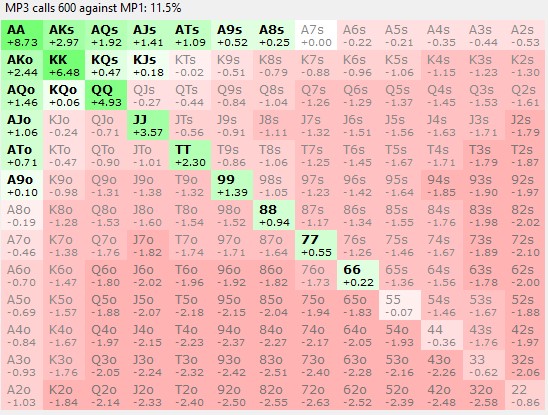 MP3 calls 600 against MP1: 11.5%
AA AKs AQs AJs ATs A9s A8s A7s A6s A5s A4s A3s A2s
+8.73 +2.97 +1.92 +1.41 +1.09 +0.52 +0.25 +0.00 -0.22 -0.21 -0.35 -0.44 -0.53
AKo KK KQs KJs KTs K9s K8s K7s K6s K5s K4s K3s K2s
+2.44 +6.48 +0.47 +0.18 -0.02 -0.51 -0.79 -0.88 -0.96 -1.06 -1.15 -1.23 -1.30
AQo KQo QQ QJs QTs Q9s Q8s Q7s Q6s Q5s Q4s Q3s Q2s
+1.46 +0.06 +4.93 -0.27 -0.44 -0.84 -1.04 -1.26 -1.29 -1.37 -1.45 -1.53 -1.61
AJo KJo QJo JJ JTs J9s J8s J7s J6s J5s J4s J3s J2s
+1.06 -0.24 -0.71 +3.57 -0.56 -0.91 -1.11 -1.32 -1.51 -1.56 -1.63 -1.71 -1.79
ATo KTo QTo JTo TT T9s T8s T7s T6s T5s T4s T3s T2s
+0.71 -0.47 -0.90 -1.01 +2.30 -0.86 -1.06 -1.25 -1.45 -1.67 -1.71 -1.79 -1.87
A9o K9o Q9o J9o T9o 99 98s 97s 96s 95s 94s 93s 92s
+0.10 -0.98 -1.31 -1.38 -1.32 +1.39 -1.05 -1.23 -1.42 -1.64 -1.85 -1.90 -1.97
A8o K8o Q8o J8o T8o 98o 88 87s 86s 85s 84s 83s 82s
-0.19 -1.28 -1.53 -1.60 -1.54 -1.52 +0.94 -1.17 -1.34 -1.55 -1.76 -1.98 -2.02
A7o K7o Q7o J7o T7o 97o 87o 77 76s 75s 74s 73s 72s
-0.46 -1.38 -1.76 -1.82 -1.74 -1.71 -1.64 +0.55 -1.26 -1.46 -1.67 -1.89 -2.10
A6o K6o Q6o J6o T6o 96o 86o 76o 66 65s 64s 63s 62s
-0.70 -1.47 -1.80 -2.02 -1.96 -1.92 -1.82 -1.73 +0.22 -1.36 -1.56 -1.78 -2.00
A5o K5o Q5o J5o T5o 95o 85o 75o 65o 55 54s 53s 52s
-0.69 -1.57 -1.88 -2.07 -2.18 -2.15 -2.04 -1.94 -1.83 -0.07 -1.46 -1.67 -1.88
A4o K4o Q4o J4o T4o 94o 84o 74o 64o 54o 44 43s 42s
-0.84 -1.67 -1.97 -2.15 -2.23 -2.37 -2.27 -2.17 -2.05 -1.94 -0.36 -1.76 -1.97
A3o K3o Q3o J3o T3o 93o 83o 73o 63o 53o 43o 33 32s
-0.93 -1.76 -2.05 -2.24 -2.32 -2.42 -2.51 -2.40 -2.28 -2.17 -2.27 -0.62 -2.06
A2o K2o Q2o J2o T2o 92o 82o 72o 62o 52o 42o 32o 22
-1.03 -1.84 -2.14 -2.33 -2.40 -2.50 -2.55 -2.63 -2.52 -2.39 -2.48 -2.58 -0.86